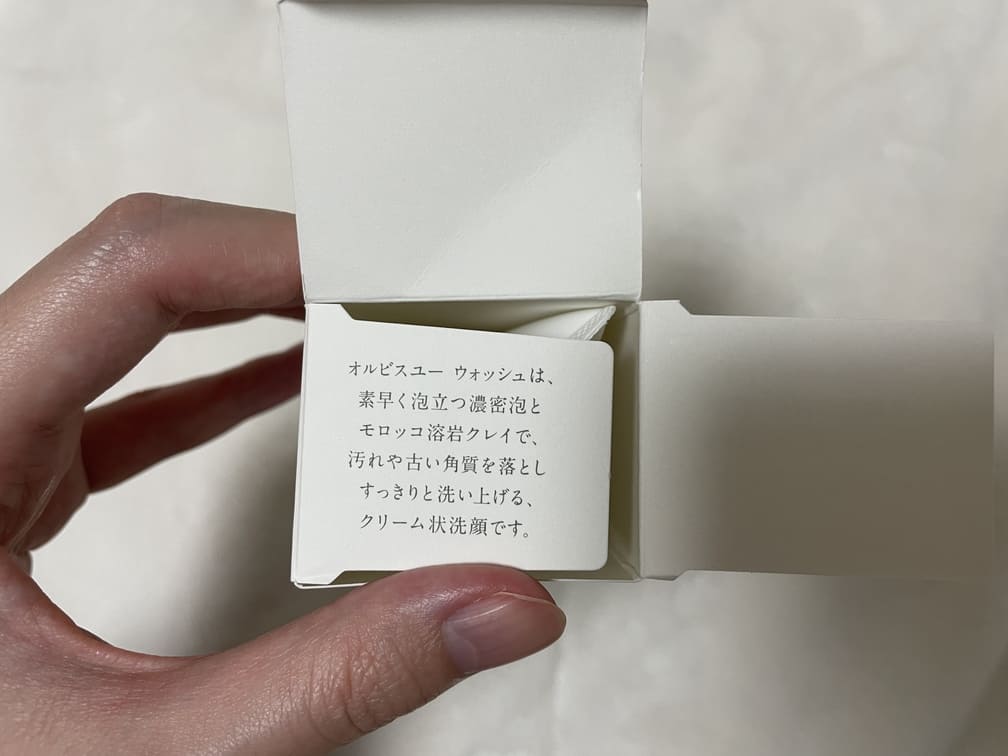 オルビスユー ウォッシュは、
素早く泡立つ濃密泡と
モロッコ溶岩クレイで、
汚れや古い角質を落とし
すっきりと洗い上げる、
クリーム状洗顔です。